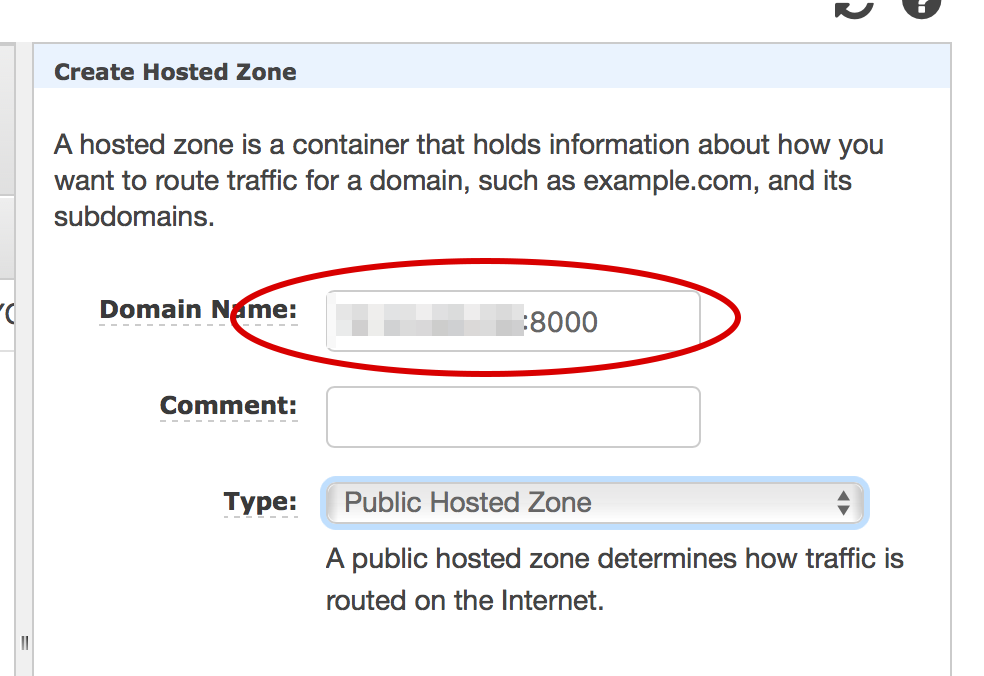 Create Hosted Zone
A hosted zone is a container that holds information about how you
want to route traffic for a domain, such as example.com, and its
subdomains.
Domain Name: :8000
Comment:
Type: Public Hosted Zone
A public hosted zone determines how traffic is
routed on the Internet.